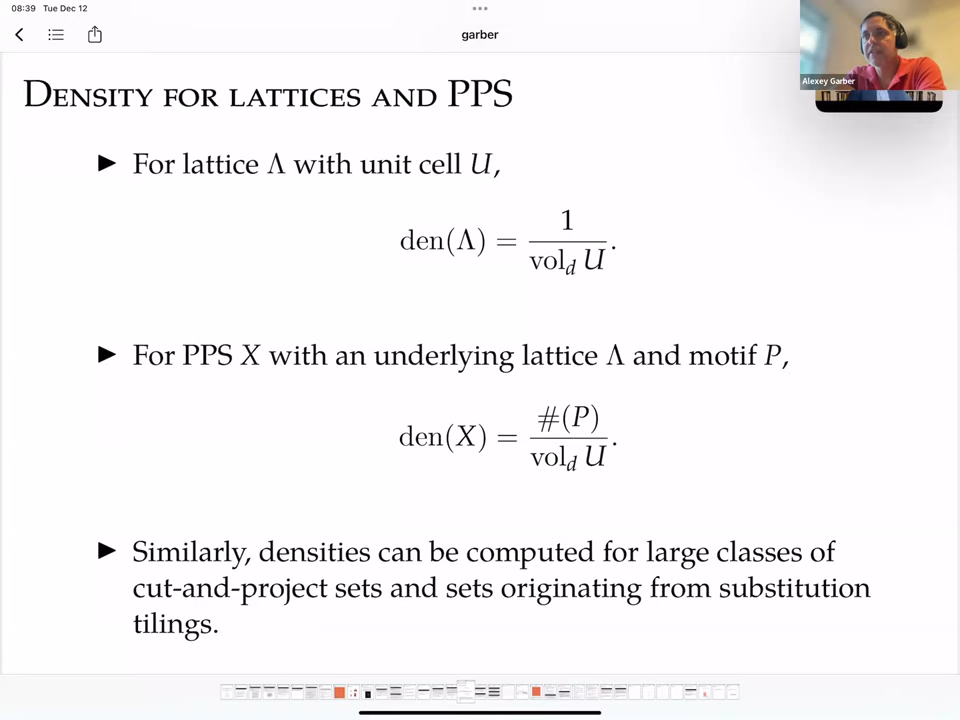 08:39 Tue Dec 12
garber
Alexey Garber
DENSITY FOR LATTICES AND PPS
▶ For lattice Λ with unit cell U,
den(Λ) = 1 / vol_d U .
▶ For PPS X with an underlying lattice Λ and motif P,
den(X) = #(P) / vol_d U .
▶ Similarly, densities can be computed for large classes of
cut-and-project sets and sets originating from substitution
tilings.